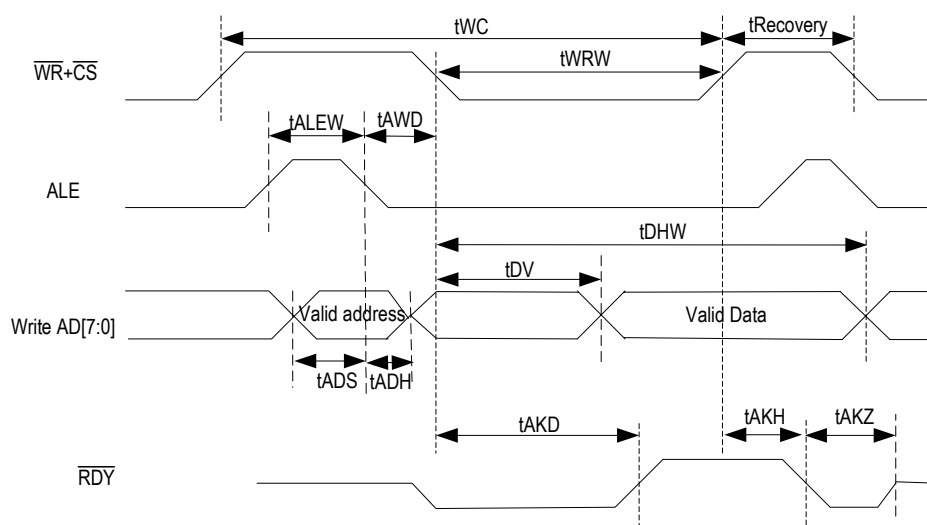 tWC
tRecovery
WR+CS
tWRW
tALEW
tAWD
ALE
tDHW
tDV
Write AD[7:0]
Valid address
Valid Data
tADS
tADH
tAKD
tAKH
tAKZ
RDY